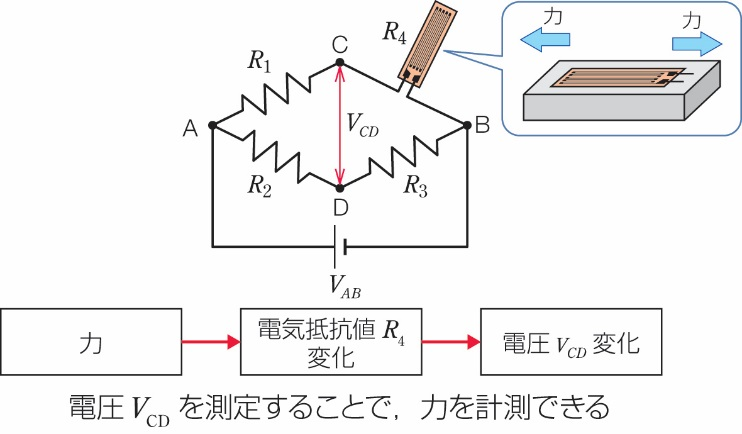 力
力
C
R4
R1
A
VCD
B
R2
R3
D
VAB
力
電気抵抗値 R4
変化
電圧 VCD 変化
電圧 VCD を測定することで，力を計測できる